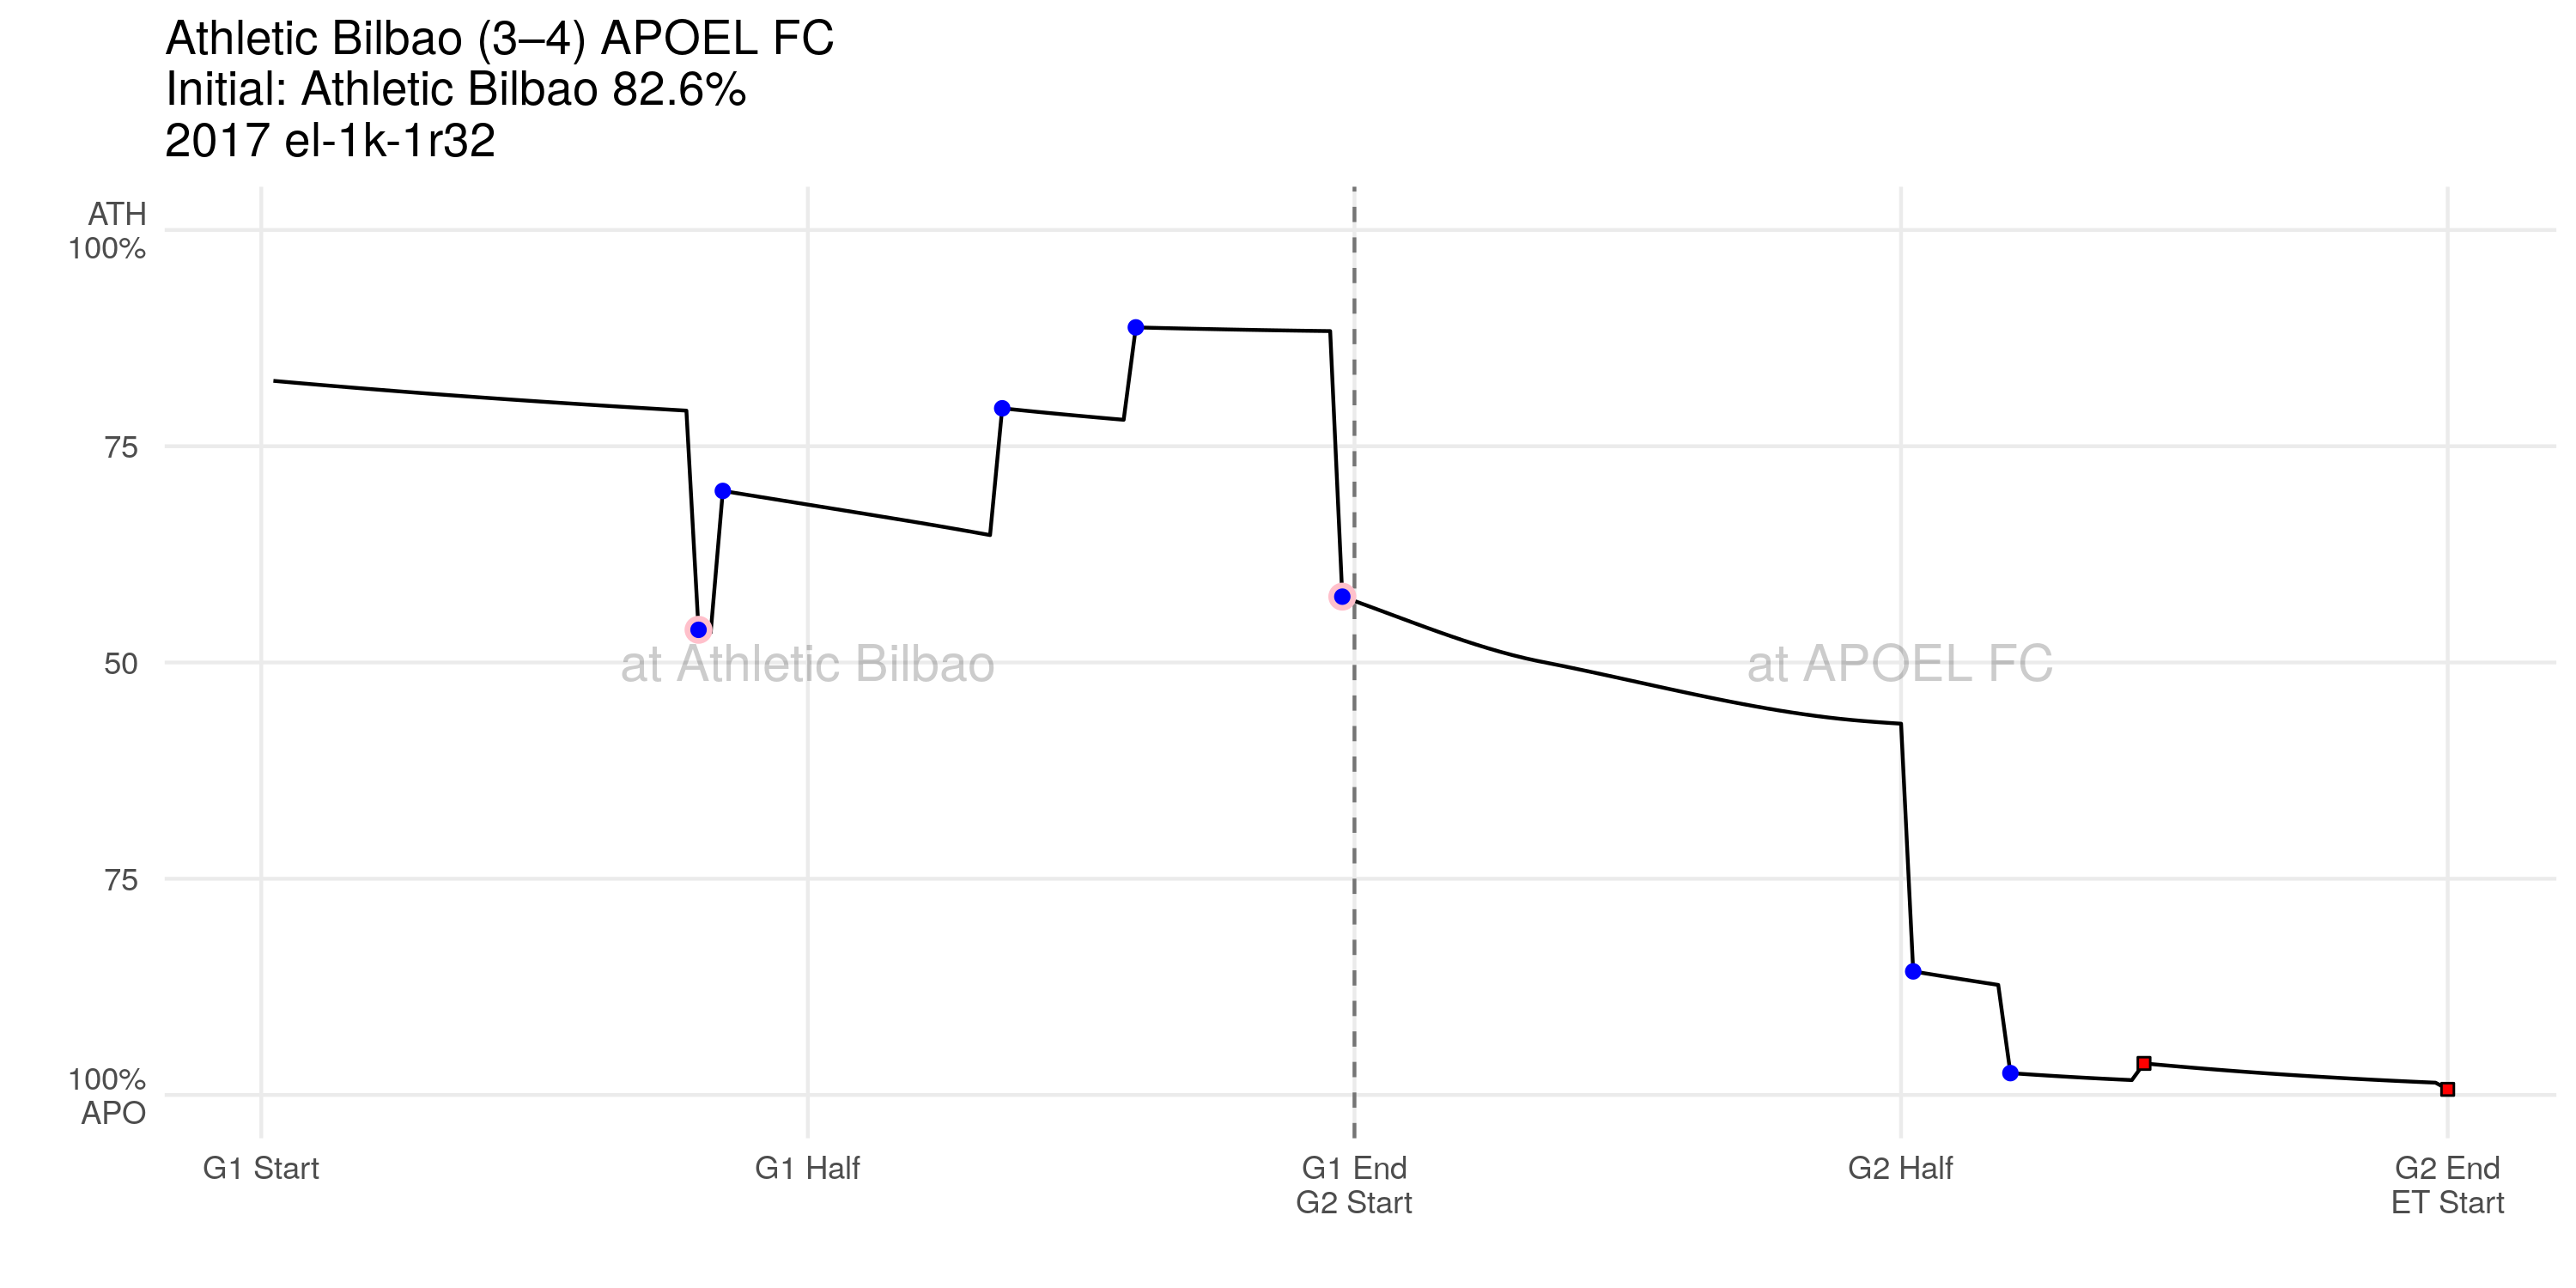 Athletic Bilbao (3–4) APOEL FC
Initial: Athletic Bilbao 82.6%
2017 el-1k-1r32
ATH
100%
75
50
75
100%
APO
at Athletic Bilbao
at APOEL FC
G1 Start
G1 Half
G1 End
G2 Start
G2 Half
G2 End
ET Start